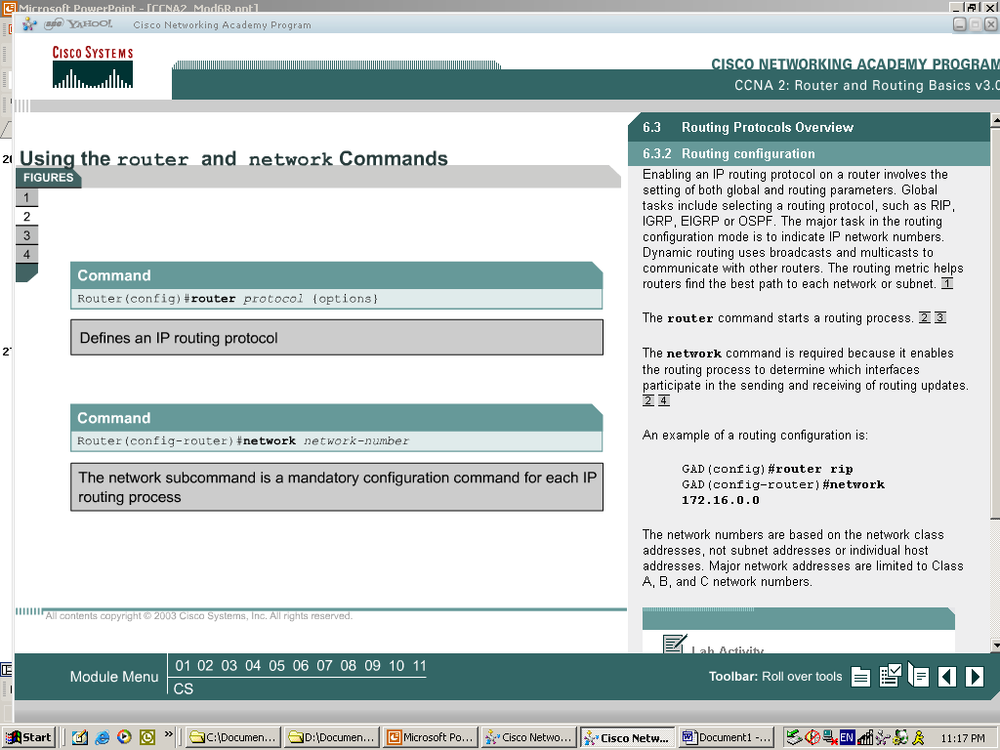 Microsoft PowerPoint - [CCNA2_Mod6R.ppt]
YAHOO! Cisco Networking Academy Program
CISCO SYSTEMS
CISCO NETWORKING ACADEMY PROGRAM
CCNA 2: Router and Routing Basics v3.0
Using the router and network Commands
FIGURES
1
2
3
4
Command
Router(config)#router protocol {options}
Defines an IP routing protocol
Command
Router(config-router)#network network-number
The network subcommand is a mandatory configuration command for each IP
routing process
All contents copyright © 2003 Cisco Systems, Inc. All rights reserved.
6.3 Routing Protocols Overview
6.3.2 Routing configuration
Enabling an IP routing protocol on a router involves the
setting of both global and routing parameters. Global
tasks include selecting a routing protocol, such as RIP,
IGRP, EIGRP or OSPF. The major task in the routing
configuration mode is to indicate IP network numbers.
Dynamic routing uses broadcasts and multicasts to
communicate with other routers. The routing metric helps
routers find the best path to each network or subnet. 1
The router command starts a routing process. 2 3
The network command is required because it enables
the routing process to determine which interfaces
participate in the sending and receiving of routing updates.
2 4
An example of a routing configuration is:
GAD(config)#router rip
GAD(config-router)#network
172.16.0.0
The network numbers are based on the network class
addresses, not subnet addresses or individual host
addresses. Major network addresses are limited to Class
A, B, and C network numbers.
Lab Activity
Module Menu
01 02 03 04 05 06 07 08 09 10 11
CS
Toolbar: Roll over tools
Start
C:\Documen...
D:\Documen...
Microsoft Po...
Cisco Netwo...
Cisco Netw...
Document1 -...
EN
11:17 PM